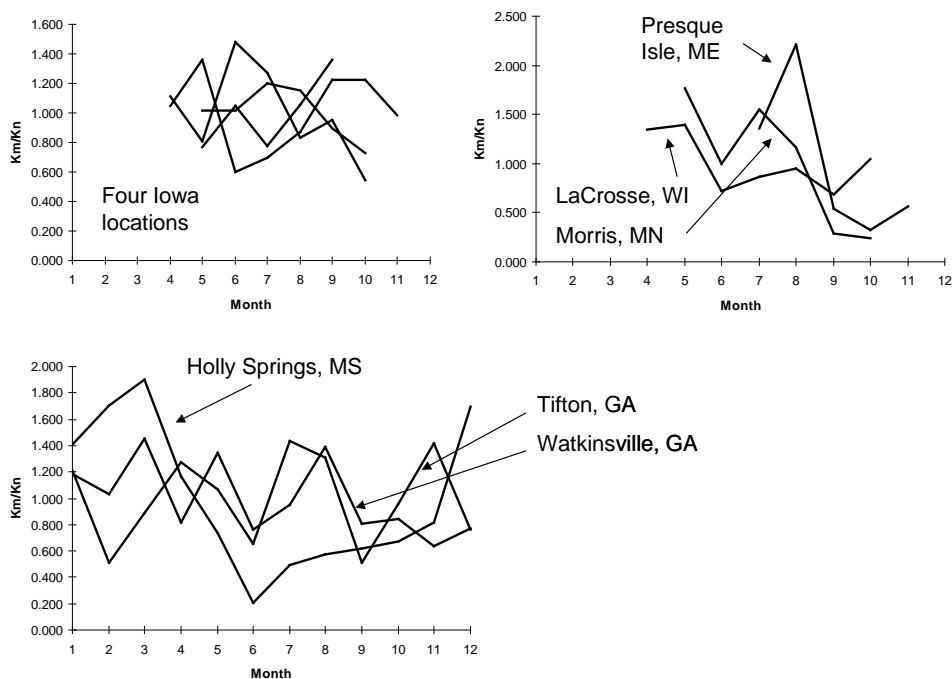 1.600
1.400
1.200
1.000
0.800
0.600
0.400
0.200
0.000
Km/Kn
Four Iowa
locations
1 2 3 4 5 6 7 8 9 10 11 12
Month
2.500
2.000
1.500
1.000
0.500
0.000
Km/Kn
Presque
Isle, ME
LaCrosse, WI
Morris, MN
1 2 3 4 5 6 7 8 9 10 11 12
Month
2.000
1.800
1.600
1.400
1.200
1.000
0.800
0.600
0.400
0.200
0.000
Km/Kn
Holly Springs, MS
Tifton, GA
Watkinsville, GA
1 2 3 4 5 6 7 8 9 10 11 12
Month